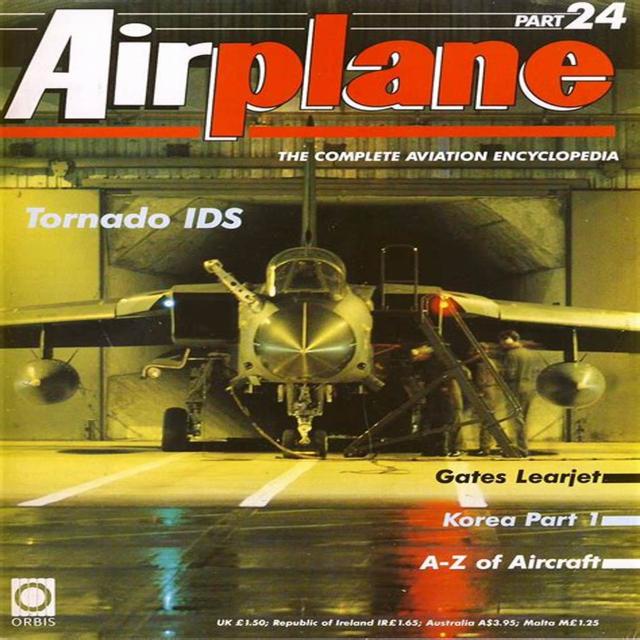 PART 24
Airplane
THE COMPLETE AVIATION ENCYCLOPEDIA
Tornado IDS
Gates Learjet
Korea Part 1
A-Z of Aircraft
ORBIS
UK £1.50; Republic of Ireland IR£1.65; Australia A$3.95; Malta M£1.25